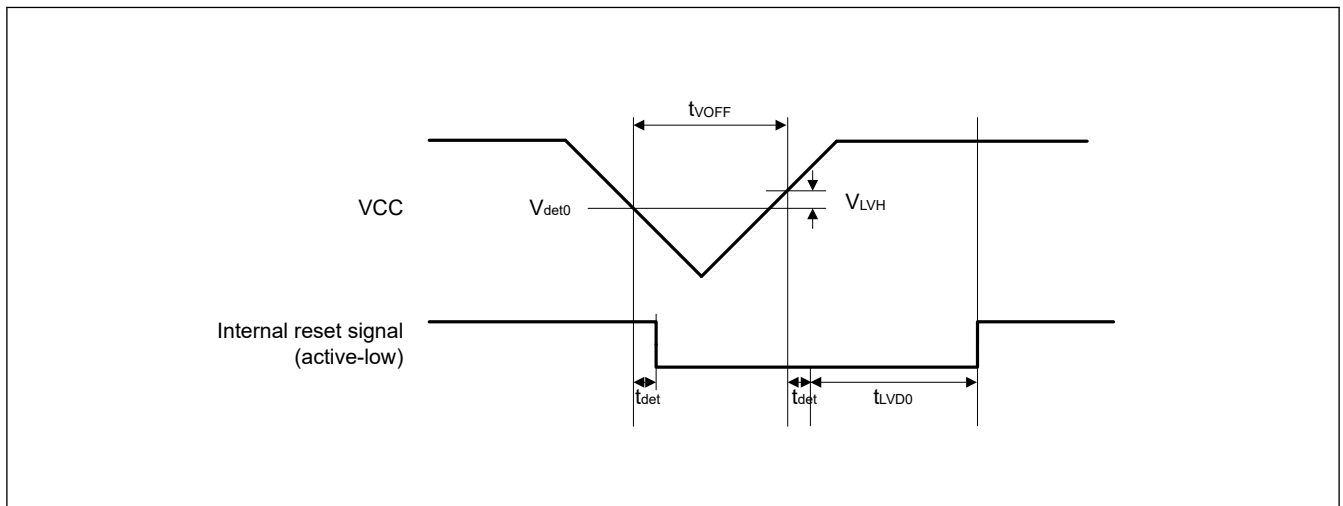 tVOFF
VCC
Vdet0
VLVH
Internal reset signal
(active-low)
tdet
tdet
tLVD0